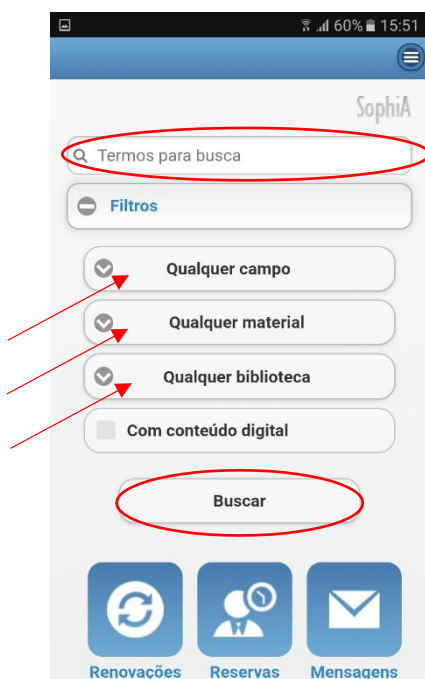 60% 15:51
SophiA
Termos para busca
Filtros
Qualquer campo
Qualquer material
Qualquer biblioteca
Com conteúdo digital
Buscar
Renovações Reservas Mensagens